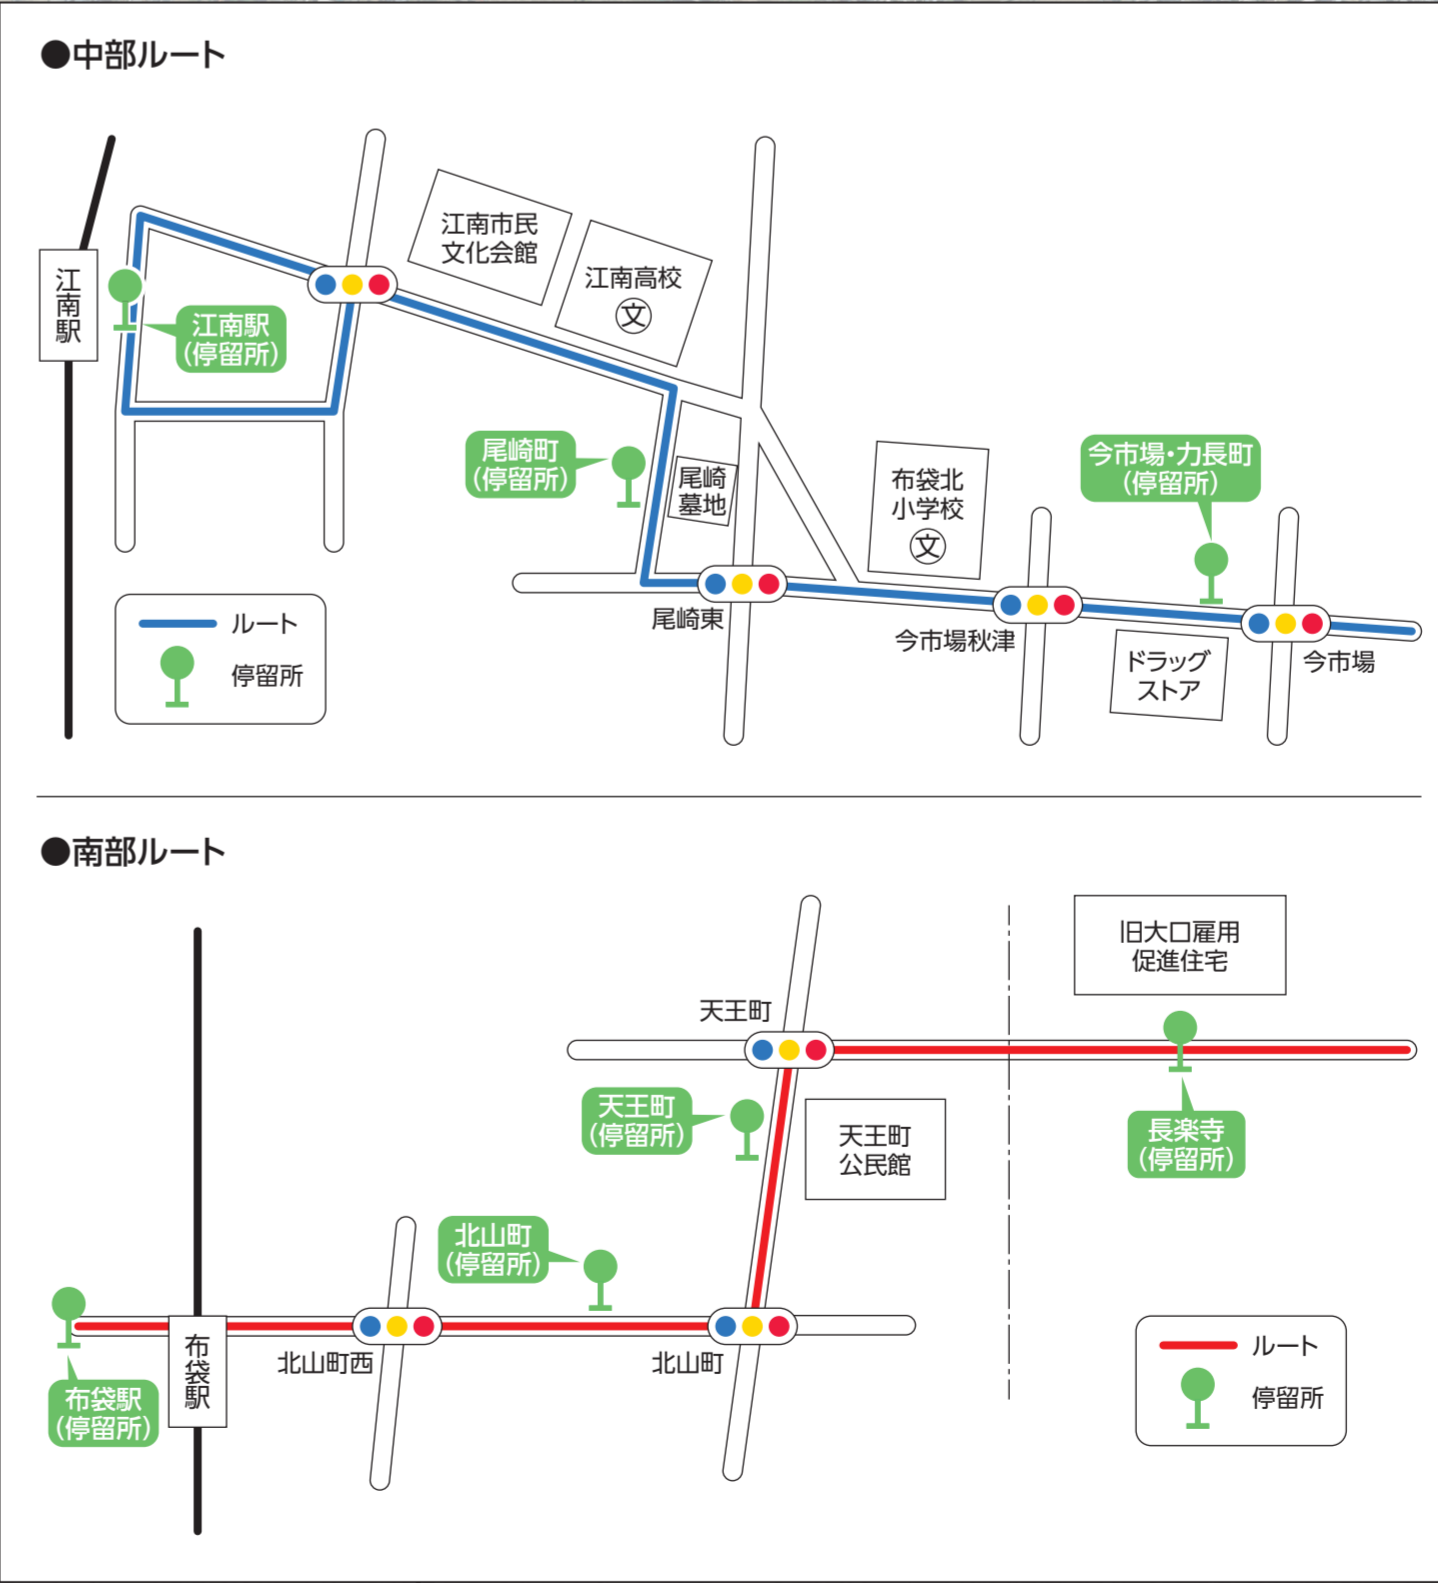 ●中部ルート
江南市民
文化会館
江南高校
文
江南駅
江南駅
(停留所)
尾崎町
(停留所)
尾崎
墓地
布袋北
小学校
文
今市場・力長町
(停留所)
尾崎東
今市場秋津
ドラッグ
ストア
今市場
ルート
停留所
●南部ルート
旧大口雇用
促進住宅
天王町
天王町
(停留所)
天王町
公民館
長楽寺
(停留所)
北山町
(停留所)
布袋駅
北山町西
北山町
布袋駅
(停留所)
ルート
停留所